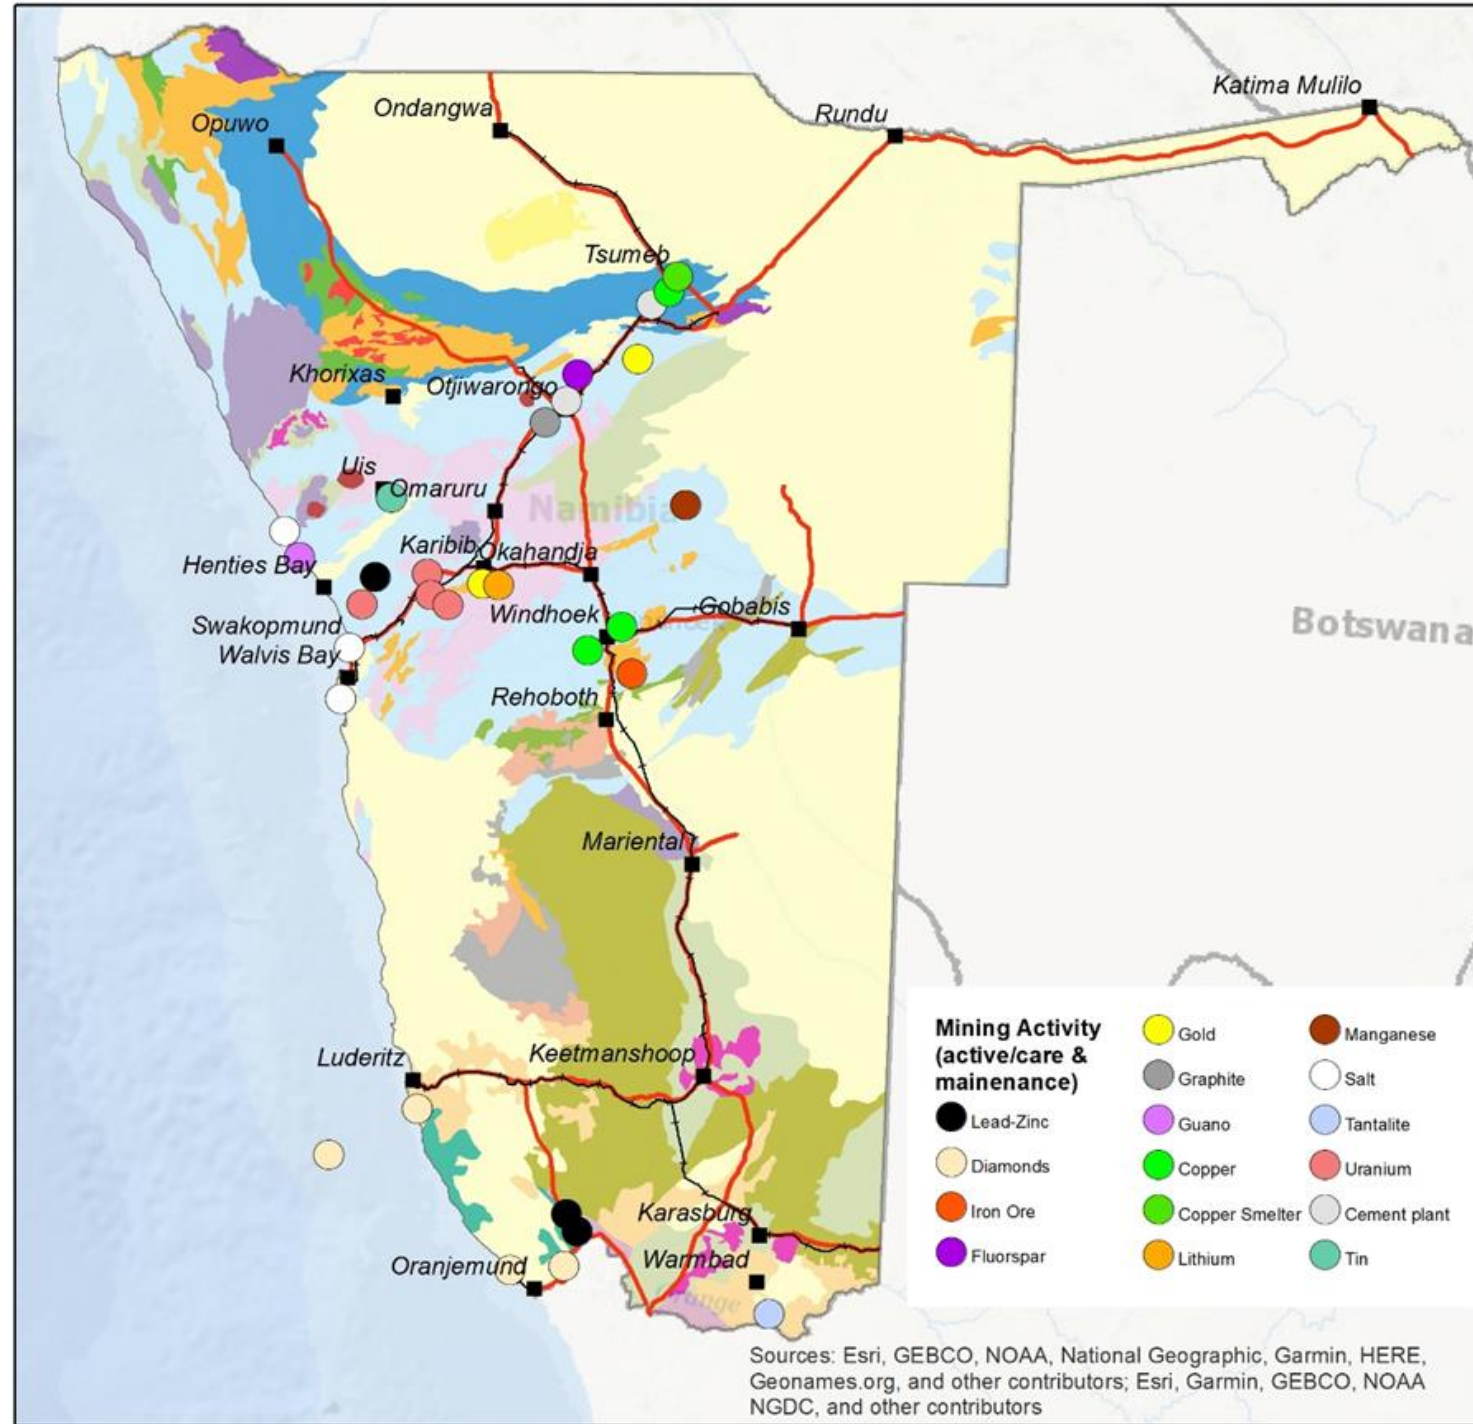 Katima Mulilo
Ondangwa
Rundu
Opuwo
Tsumeb
Khorixas
Otjiwarongo
Uis
Omaruru
Namibia
Karibib
Okahandja
Henties Bay
Windhoek
Gobabis
Swakopmund
Walvis Bay
Botswana
Rehoboth
Mariental
Luderitz
Keetmanshoop
Karasburg
Warmbad
Oranjemund
Orange
Mining Activity
(active/care &
mainenance)
Lead-Zinc
Diamonds
Iron Ore
Fluorspar
Gold
Graphite
Guano
Copper
Copper Smelter
Lithium
Manganese
Salt
Tantalite
Uranium
Cement plant
Tin
Sources: Esri, GEBCO, NOAA, National Geographic, Garmin, HERE,
Geonames.org, and other contributors; Esri, Garmin, GEBCO, NOAA
NGDC, and other contributors